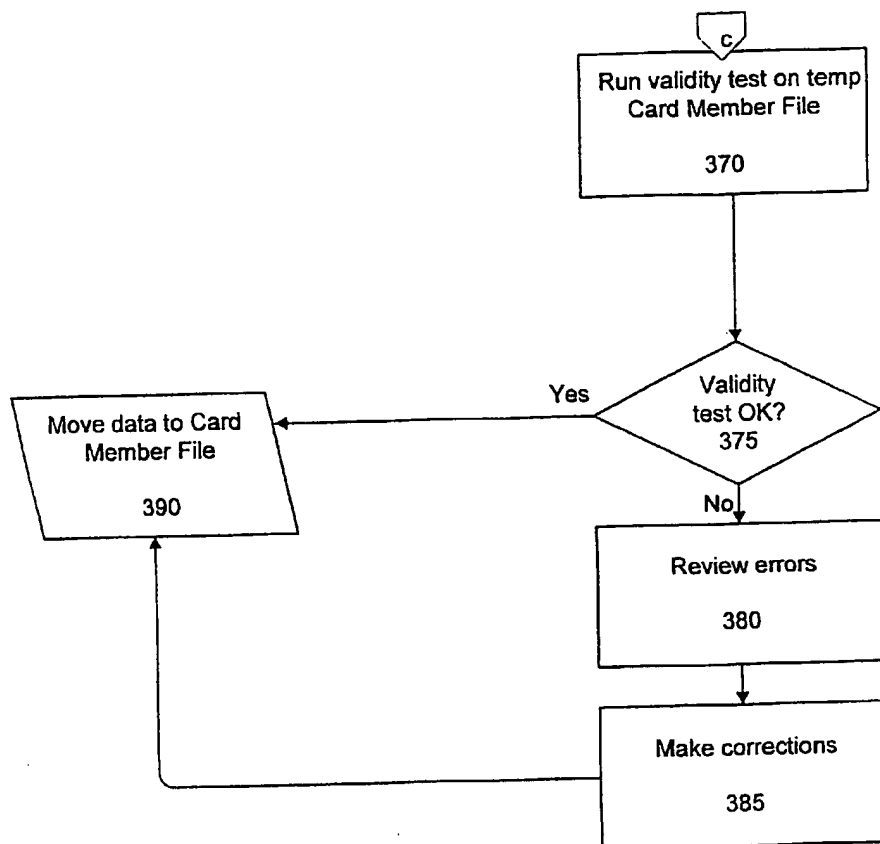 C
Run validity test on temp
Card Member File
370
Validity
test OK?
375
Yes
No
Move data to Card
Member File
390
Review errors
380
Make corrections
385